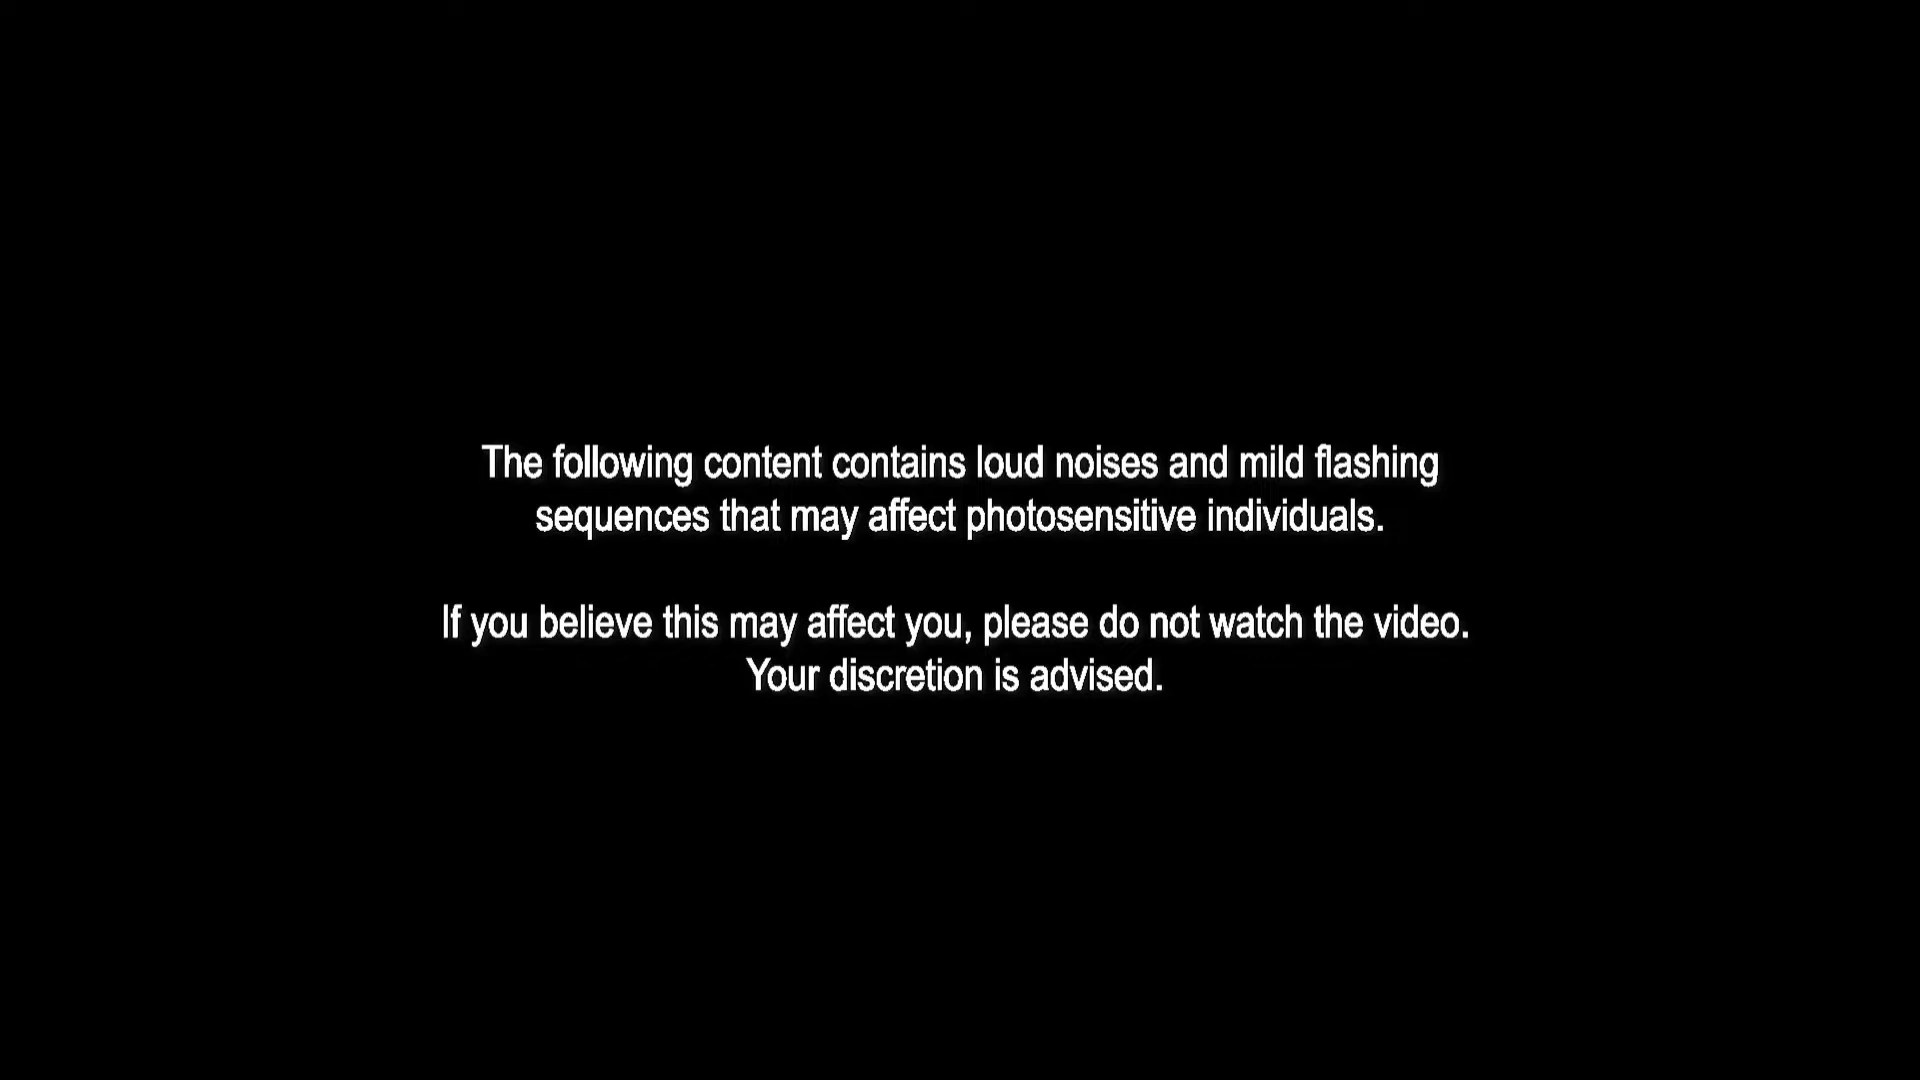 The following content contains loud noises and mild flashing
sequences that may affect photosensitive individuals.
If you believe this may affect you, please do not watch the video.
Your discretion is advised.